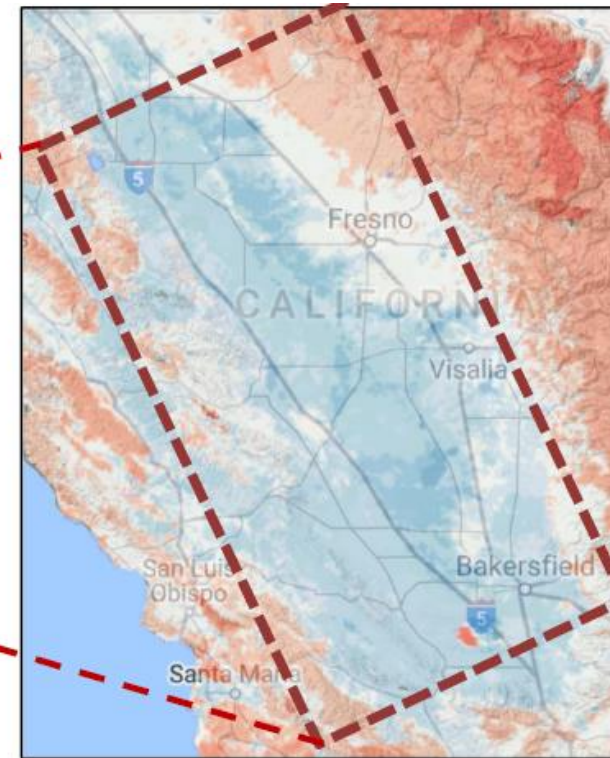 5
Fresno
CALIFORNIA
Visalia
Bakersfield
San Luis
Obispo
5
Santa Maria